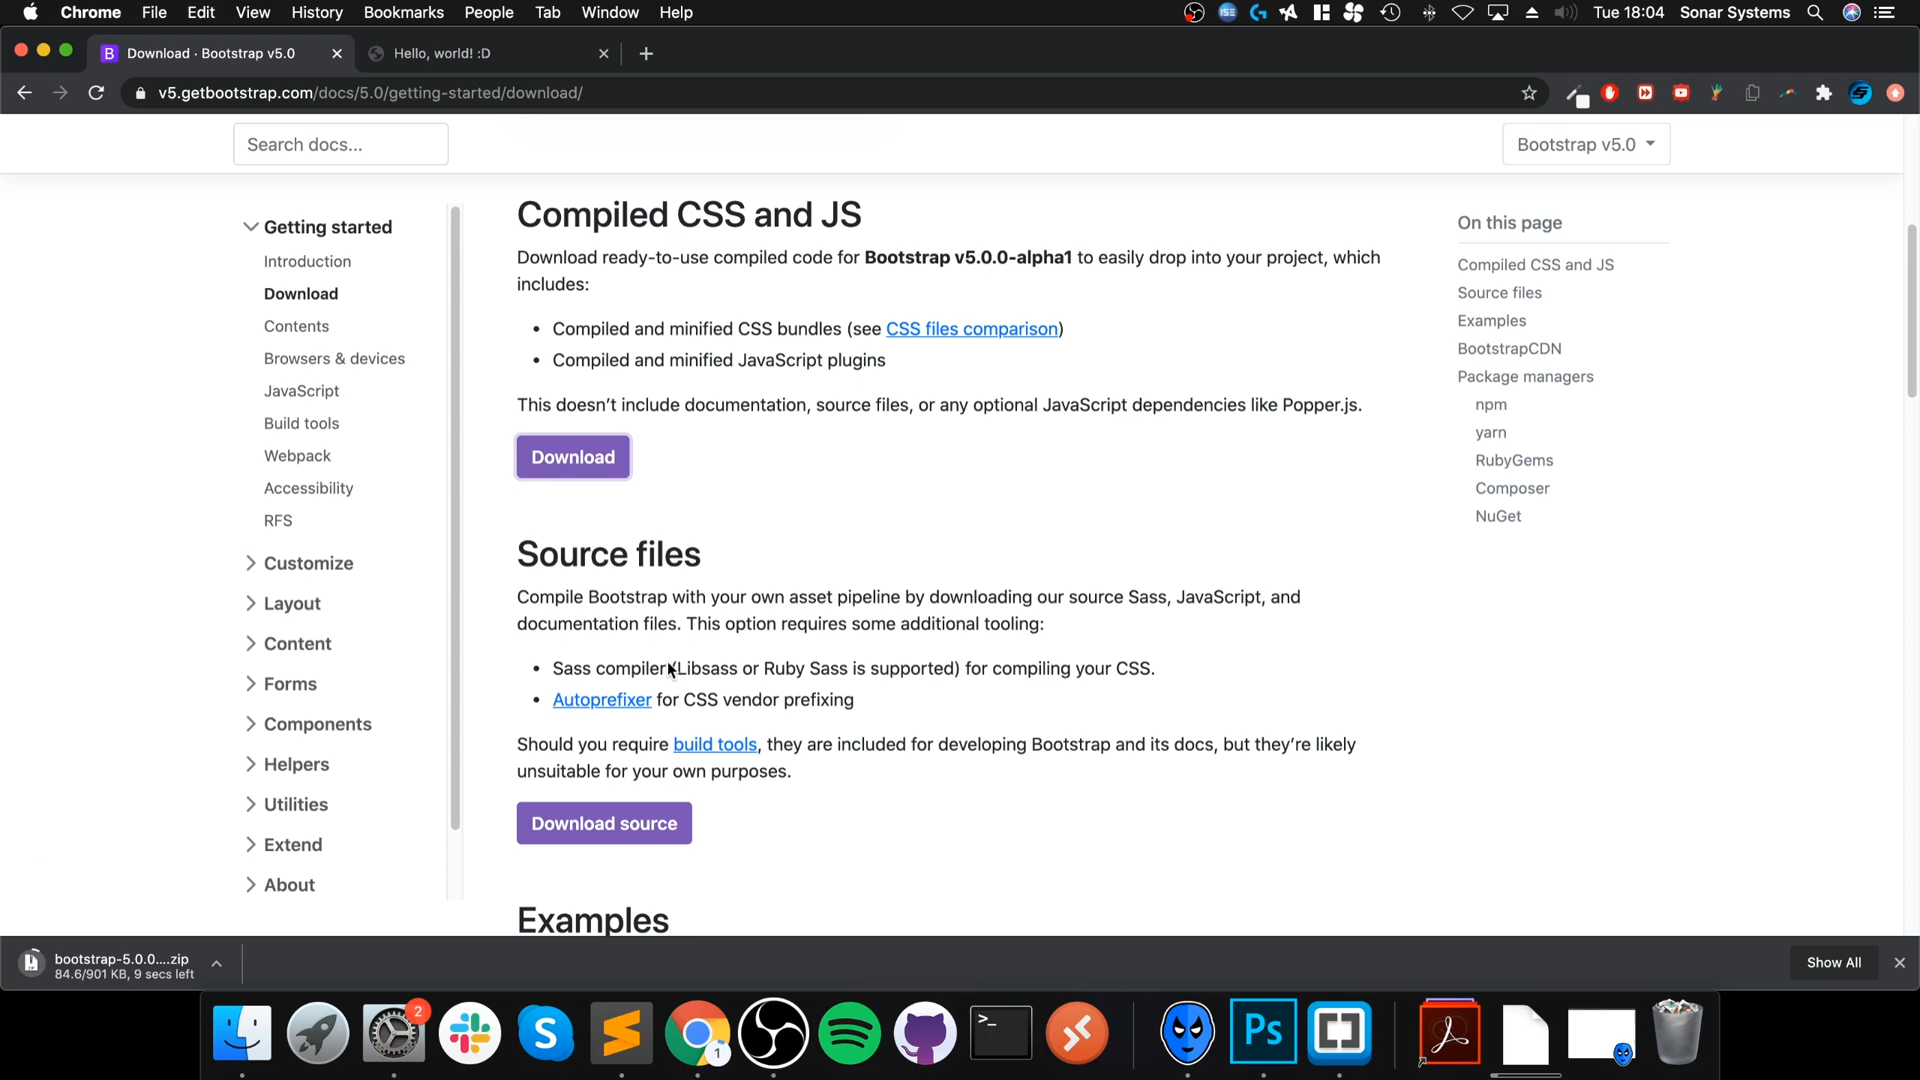 Chrome File Edit View History Bookmarks People Tab Window Help
ISE Tue 18:04 Sonar Systems
B Download · Bootstrap v5.0
Hello, world! :D
v5.getbootstrap.com/docs/5.0/getting-started/download/
Search docs...
Bootstrap v5.0
Getting started
Introduction
Download
Contents
Browsers & devices
JavaScript
Build tools
Webpack
Accessibility
RFS
Customize
Layout
Content
Forms
Components
Helpers
Utilities
Extend
About
Compiled CSS and JS
Download ready-to-use compiled code for Bootstrap v5.0.0-alpha1 to easily drop into your project, which
includes:
• Compiled and minified CSS bundles (see CSS files comparison)
• Compiled and minified JavaScript plugins
This doesn’t include documentation, source files, or any optional JavaScript dependencies like Popper.js.
Download
Source files
Compile Bootstrap with your own asset pipeline by downloading our source Sass, JavaScript, and
documentation files. This option requires some additional tooling:
• Sass compiler (Libsass or Ruby Sass is supported) for compiling your CSS.
• Autoprefixer for CSS vendor prefixing
Should you require build tools, they are included for developing Bootstrap and its docs, but they’re likely
unsuitable for your own purposes.
Download source
Examples
On this page
Compiled CSS and JS
Source files
Examples
BootstrapCDN
Package managers
npm
yarn
RubyGems
Composer
NuGet
bootstrap-5.0.0....zip
84.6/901 KB, 9 secs left
Show All
2
S
1
>_
Ps